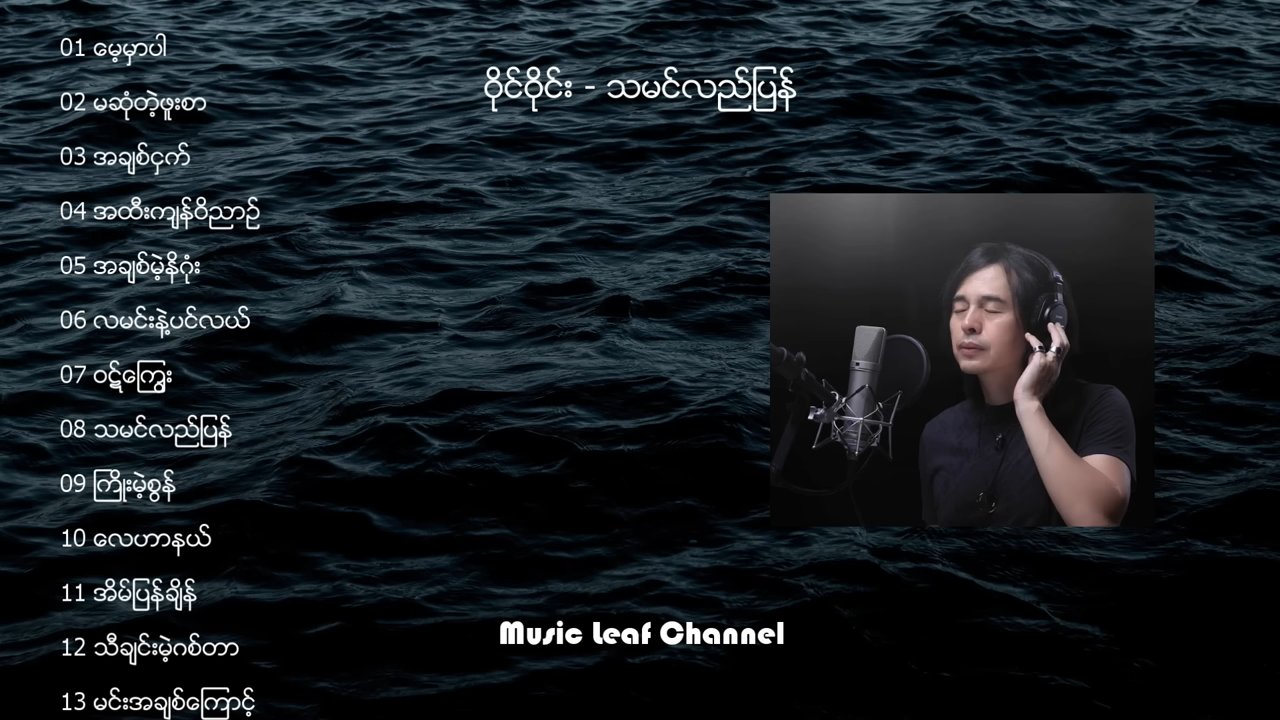 01 မေ့မှာပါ
02 မဆုံတဲ့ဖူးစာ
03 အချစ်ငှက်
04 အထီးကျန်ဝိညာဉ်
05 အချစ်မဲ့နိဂုံး
06 လမင်းနဲ့ပင်လယ်
07 ဝဋ်ကြွေး
08 သမင်လည်ပြန်
09 ကြိုးမဲ့စွန်
10 လေဟာနယ်
11 အိမ်ပြန်ချိန်
12 သီချင်းမဲ့ဂစ်တာ
13 မင်းအချစ်ကြောင့်
ဝိုင်ဝိုင်း - သမင်လည်ပြန်
Music Leaf Channel